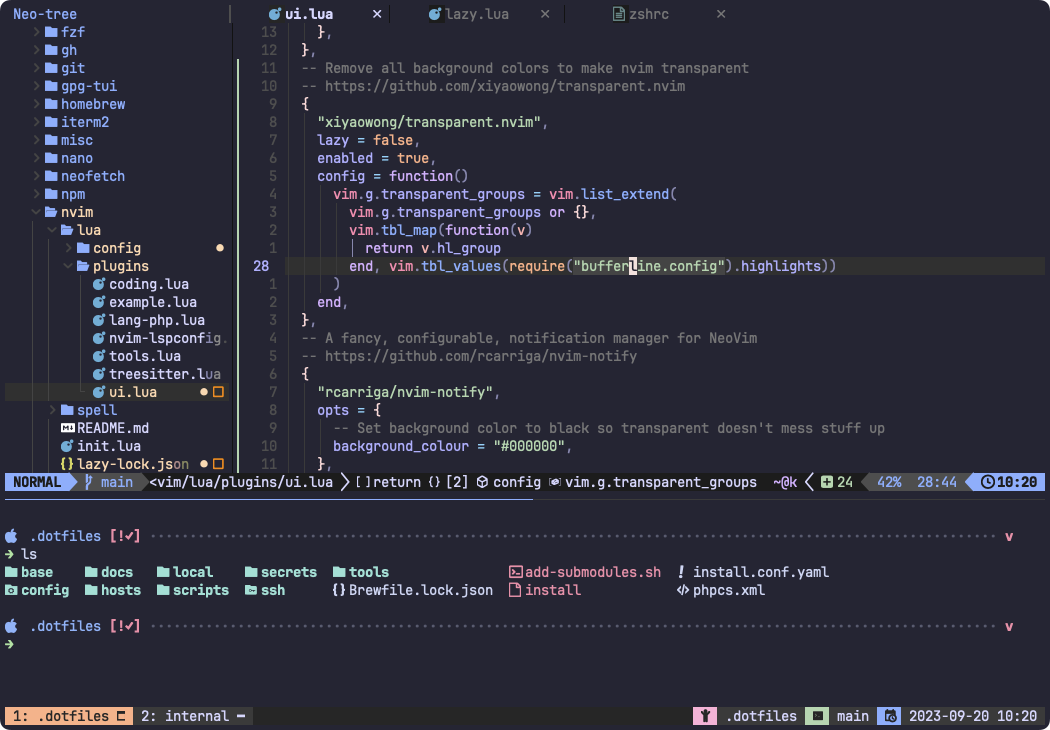 Neo-tree
fzf
gh
git
gpg-tui
homebrew
iterm2
misc
nano
neofetch
npm
nvim
lua
config
plugins
coding.lua
example.lua
lang-php.lua
nvim-lspconfig.
tools.lua
treesitter.lua
ui.lua
spell
README.md
init.lua
{} lazy-lock.json
ui.lua × lazy.lua × zshrc ×
13 },
12 },
11 -- Remove all background colors to make nvim transparent
10 -- https://github.com/xiyaowong/transparent.nvim
9 {
8 "xiyaowong/transparent.nvim",
7 lazy = false,
6 enabled = true,
5 config = function()
4 vim.g.transparent_groups = vim.list_extend(
3 vim.g.transparent_groups or {},
2 vim.tbl_map(function(v)
1 return v.hl_group
28 end, vim.tbl_values(require("bufferline.config").highlights))
1 )
2 end,
3 },
4 -- A fancy, configurable, notification manager for NeoVim
5 -- https://github.com/rcarriga/nvim-notify
6 {
7 "rcarriga/nvim-notify",
8 opts = {
9 -- Set background color to black so transparent doesn't mess stuff up
10 background_colour = "#000000",
11 },
NORMAL main <vim/lua/plugins/ui.lua [ ] return {} [2] config vim.g.transparent_groups ~@k 24 42% 28:44 10:20
.dotfiles [!✓] v
→ ls
base docs local secrets tools add-submodules.sh ! install.conf.yaml
config hosts scripts ssh {} Brewfile.lock.json install </> phpcs.xml
.dotfiles [!✓] v
→
1: .dotfiles 2: internal - .dotfiles main 2023-09-20 10:20